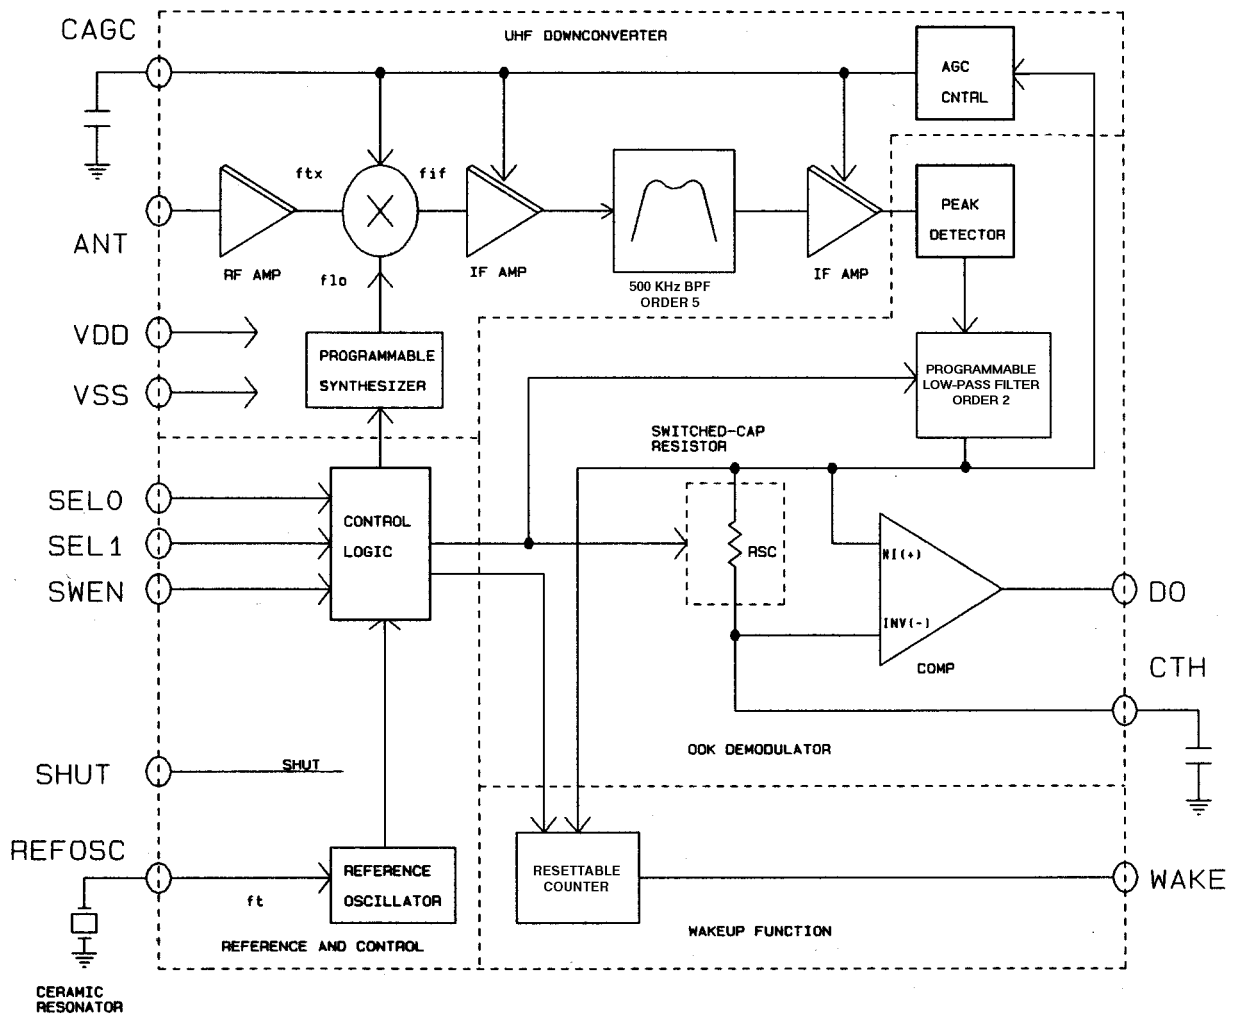 CAGC
UHF DOWNCONVERTER
AGC
CNTRL
ftx
fif
ANT
RF AMP
flo
IF AMP
500 KHz BPF
ORDER 5
IF AMP
PEAK
DETECTOR
VDD
VSS
PROGRAMMABLE
SYNTHESIZER
PROGRAMMABLE
LOW-PASS FILTER
ORDER 2
SWITCHED-CAP
RESISTOR
SEL0
SEL1
SWEN
CONTROL
LOGIC
RSC
NI(+)
INV(-)
COMP
DO
CTH
OOK DEMODULATOR
SHUT
SHUT
REFOSC
ft
REFERENCE
OSCILLATOR
RESETTABLE
COUNTER
WAKE
REFERENCE AND CONTROL
WAKEUP FUNCTION
CERAMIC
RESONATOR